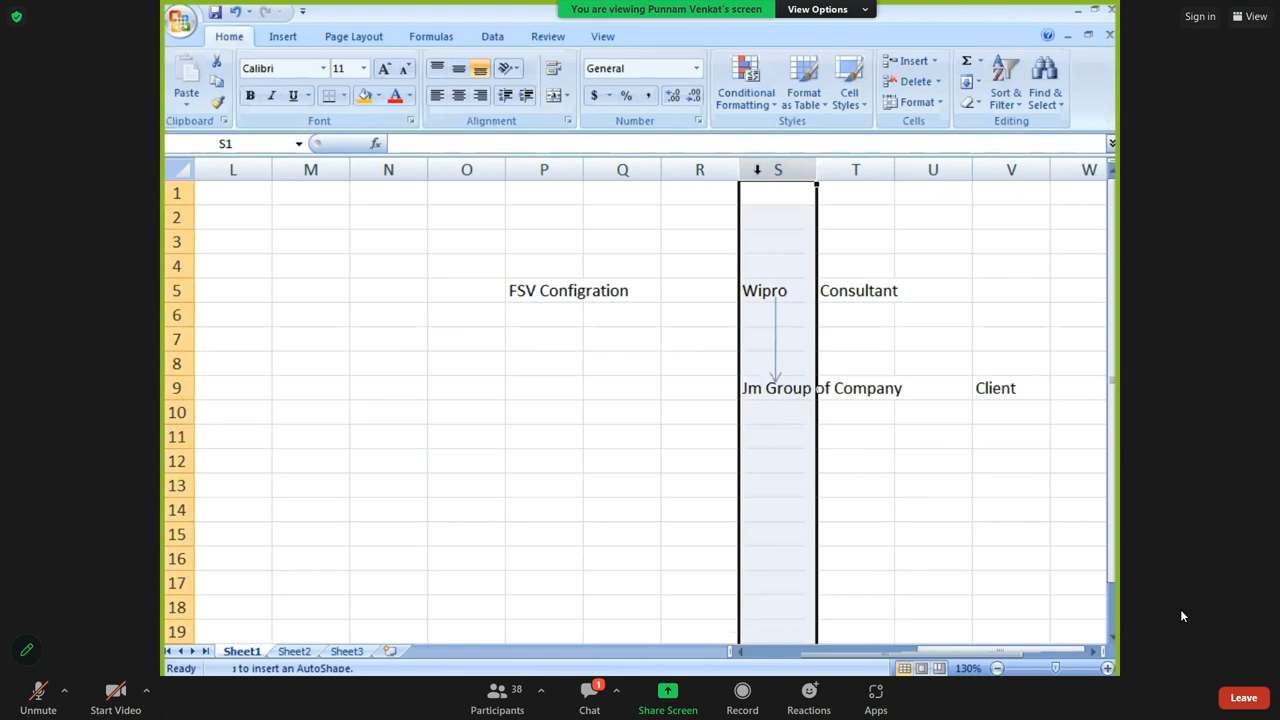 You are viewing Punnam Venkat's screen
View Options
Sign in
View
Home Insert Page Layout Formulas Data Review View
Paste
Calibri 11
General
B I U
$ % ,
Conditional Formatting
Format as Table
Cell Styles
Insert
Delete
Format
Sort & Filter
Find & Select
Clipboard Font Alignment Number Styles Cells Editing
S1 fx
L M N O P Q R S T U V W
1
2
3
4
5 FSV Configration Wipro Consultant
6
7
8
9 Jm Group of Company Client
10
11
12
13
14
15
16
17
18
19
Sheet1 Sheet2 Sheet3
Ready to insert an AutoShape. 130%
Unmute
Start Video
38
Participants
1
Chat
Share Screen
Record
Reactions
Apps
Leave